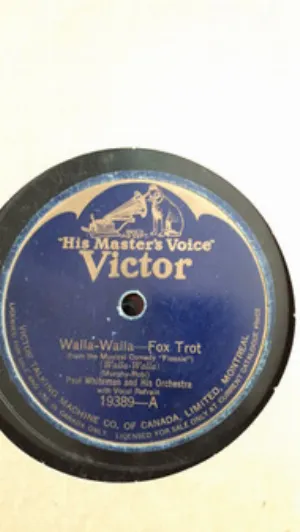 "His Master's Voice"
Victor
Walla-Walla—Fox Trot
(from the Musical Comedy "Flossie")
(Walla-Walla)
Paul Whiteman and His Orchestra
with Vocal Refrain
19389—A
VICTOR TALKING MACHINE CO. OF CANADA, LIMITED, MONTREAL
LICENSED FOR SALE ONLY AT CURRENT CATALOGUE PRICE